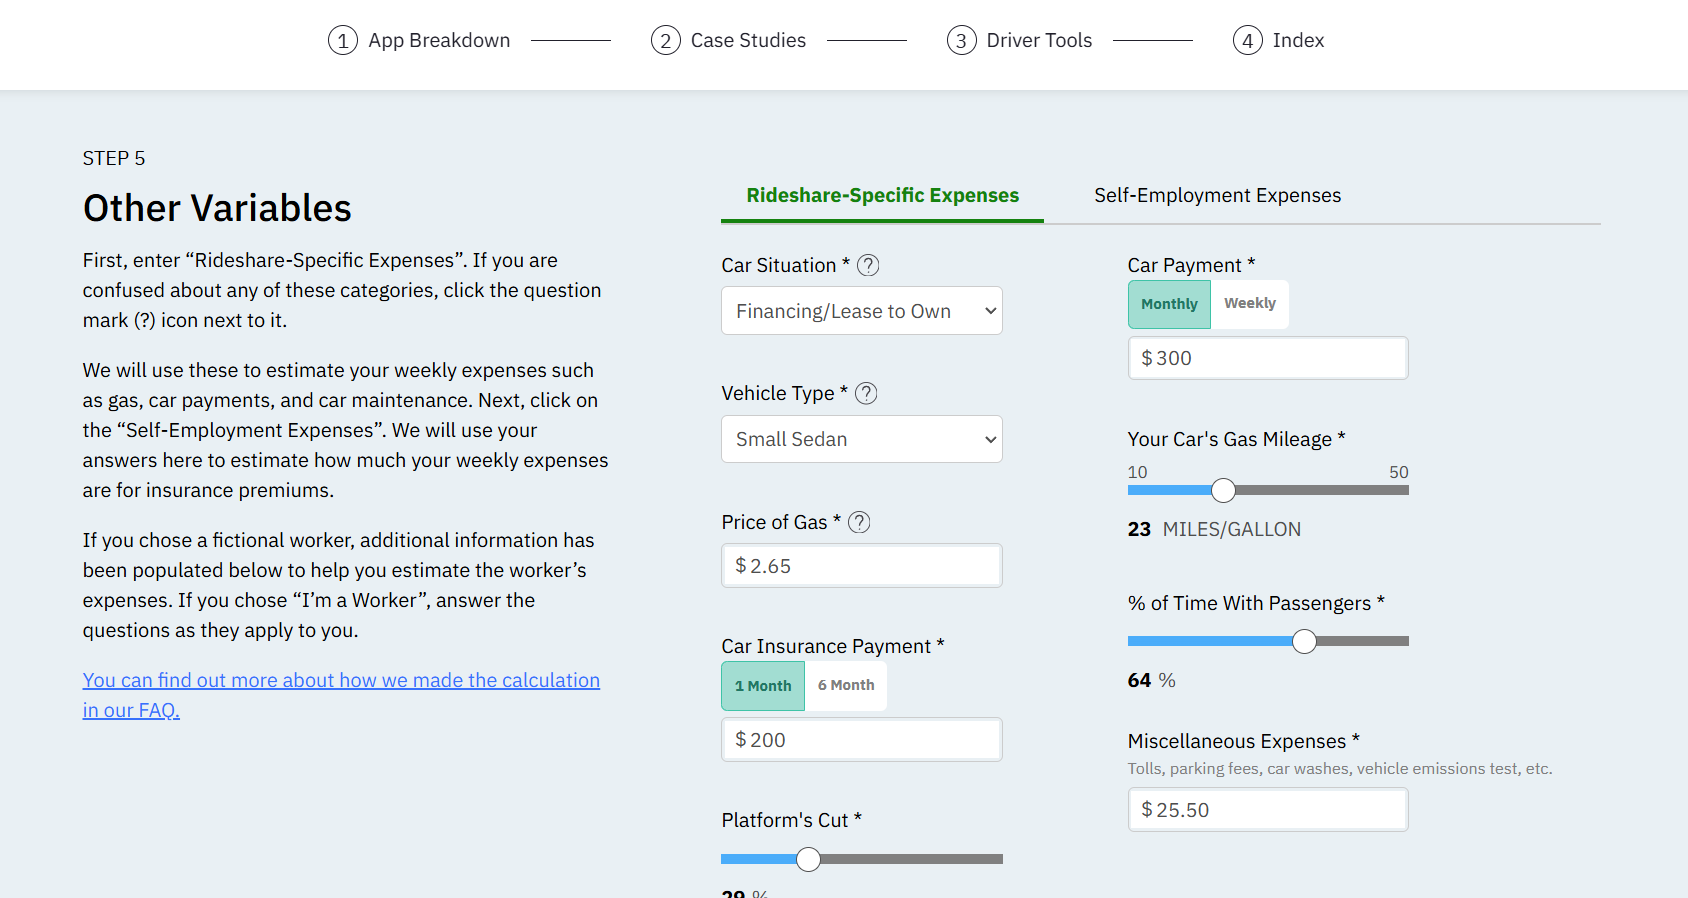 1 App Breakdown
2 Case Studies
3 Driver Tools
4 Index
STEP 5
Other Variables
First, enter “Rideshare-Specific Expenses”. If you are
confused about any of these categories, click the question
mark (?) icon next to it.
We will use these to estimate your weekly expenses such
as gas, car payments, and car maintenance. Next, click on
the “Self-Employment Expenses”. We will use your
answers here to estimate how much your weekly expenses
are for insurance premiums.
If you chose a fictional worker, additional information has
been populated below to help you estimate the worker’s
expenses. If you chose “I’m a Worker”, answer the
questions as they apply to you.
You can find out more about how we made the calculation
in our FAQ.
Rideshare-Specific Expenses
Self-Employment Expenses
Car Situation * ?
Financing/Lease to Own
Vehicle Type * ?
Small Sedan
Price of Gas * ?
$ 2.65
Car Insurance Payment *
1 Month
6 Month
$ 200
Platform's Cut *
29 %
Car Payment *
Monthly
Weekly
$ 300
Your Car's Gas Mileage *
10 50
23 MILES/GALLON
% of Time With Passengers *
64 %
Miscellaneous Expenses *
Tolls, parking fees, car washes, vehicle emissions test, etc.
$ 25.50